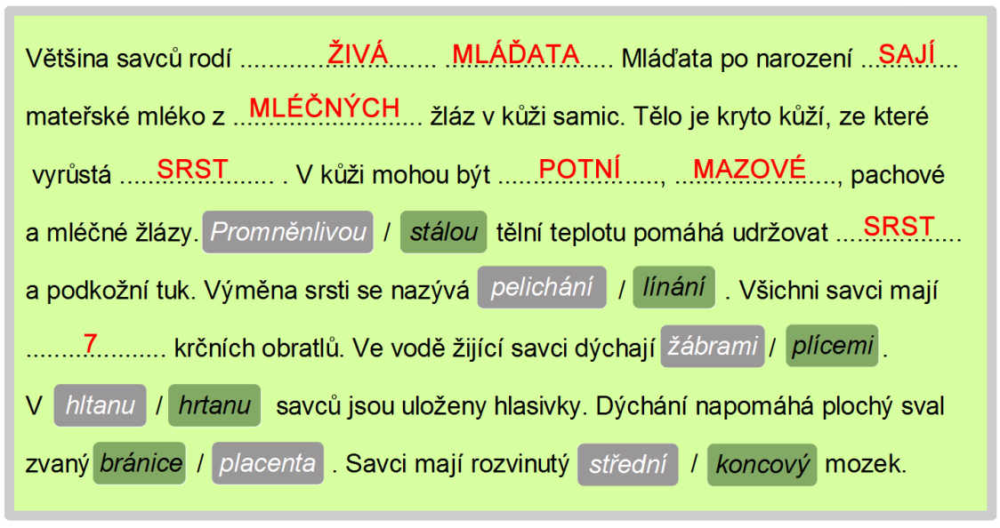 Většina savců rodí ............ŽIVÁ....... ....MLÁĎATA..... Mláďata po narození ..SAJÍ...
mateřské mléko z ..MLÉČNÝCH... žláz v kůži samic. Tělo je kryto kůží, ze které
vyrůstá .....SRST....... . V kůži mohou být ......POTNÍ....., ..MAZOVÉ...., pachové
a mléčné žlázy. Promněnlivou / stálou tělní teplotu pomáhá udržovat ....SRST....
a podkožní tuk. Výměna srsti se nazývá pelichání / línání . Všichni savci mají
.........7.......... krčních obratlů. Ve vodě žijící savci dýchají žábrami / plícemi .
V hltanu / hrtanu savců jsou uloženy hlasivky. Dýchání napomáhá plochý sval
zvaný bránice / placenta . Savci mají rozvinutý střední / koncový mozek.